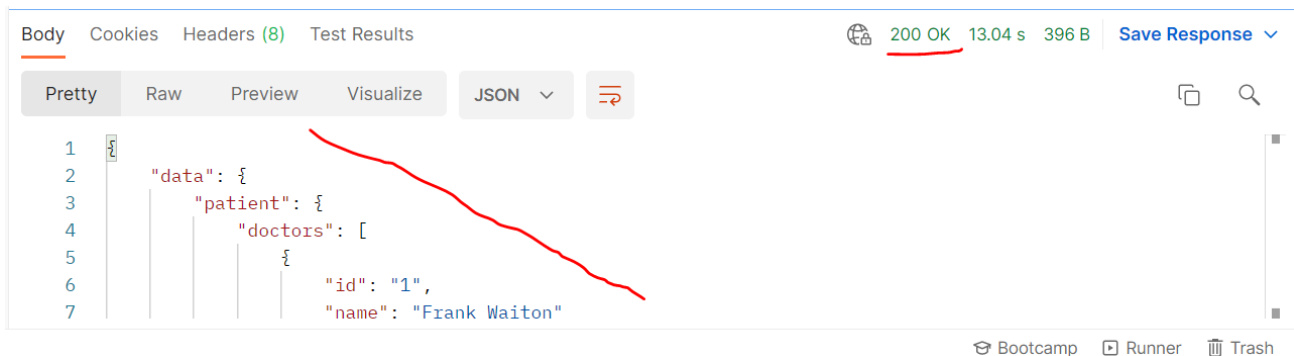 Body Cookies Headers (8) Test Results 200 OK 13.04 s 396 B Save Response
Pretty Raw Preview Visualize JSON
1 {
2 "data": {
3 "patient": {
4 "doctors": [
5 {
6 "id": "1",
7 "name": "Frank Waiton"
Bootcamp Runner Trash